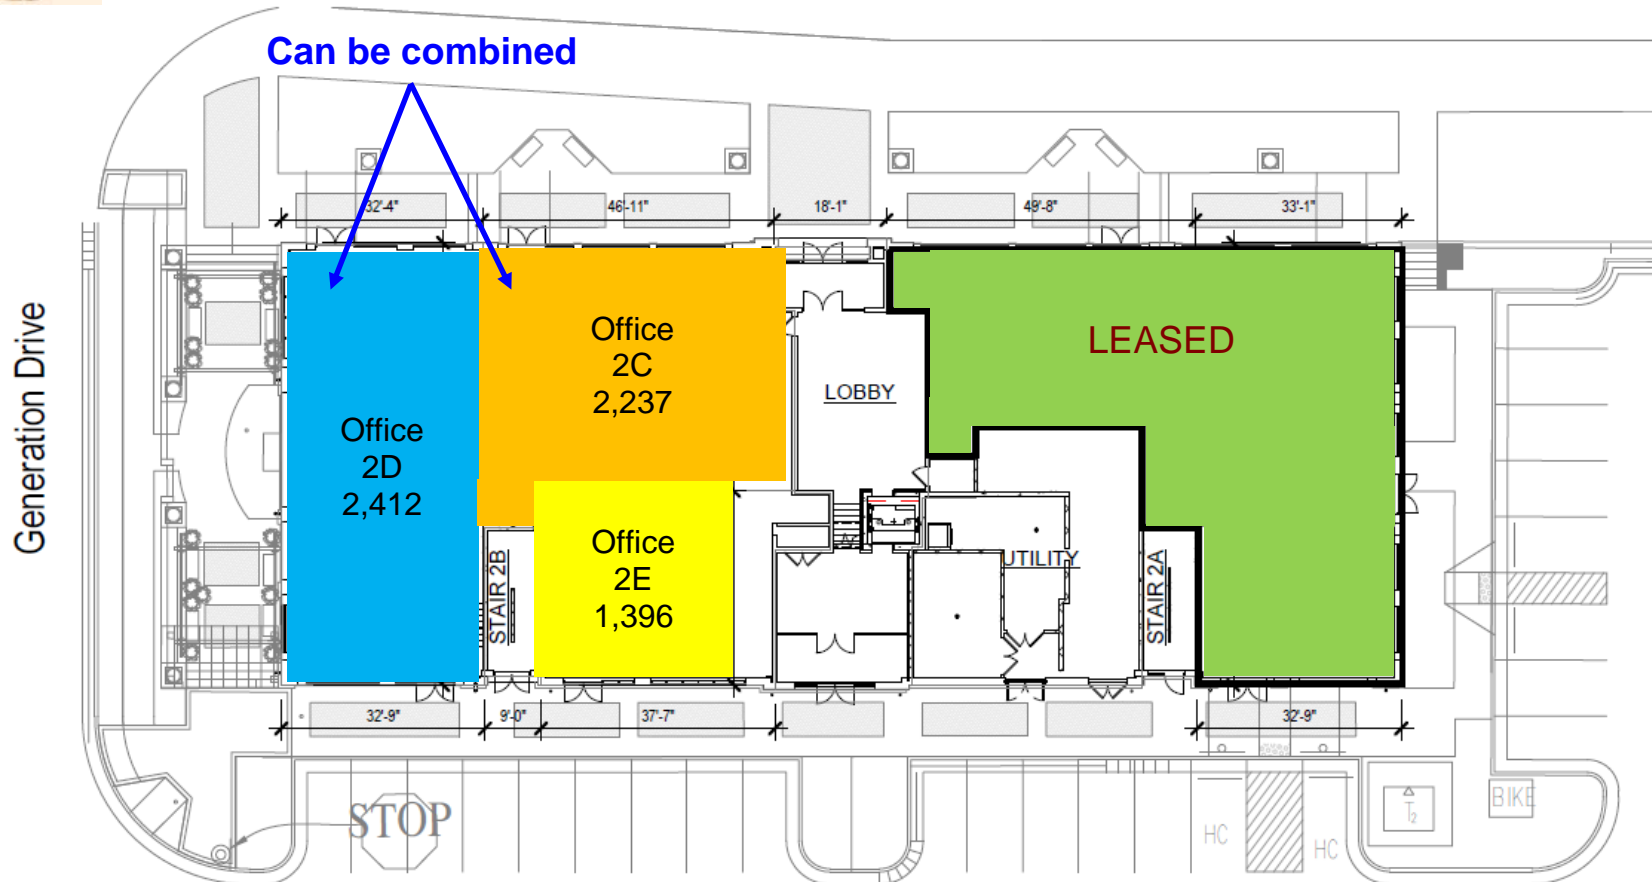 Can be combined
32'-4"
46'-11"
18'-1"
49'-8"
33'-1"
Generation Drive
Office
2C
2,237
LEASED
LOBBY
Office
2D
2,412
Office
2E
1,396
STAIR 2B
UTILITY
STAIR 2A
32'-9"
9'-0"
37'-7"
32'-9"
STOP
HC
HC
T2
BIKE